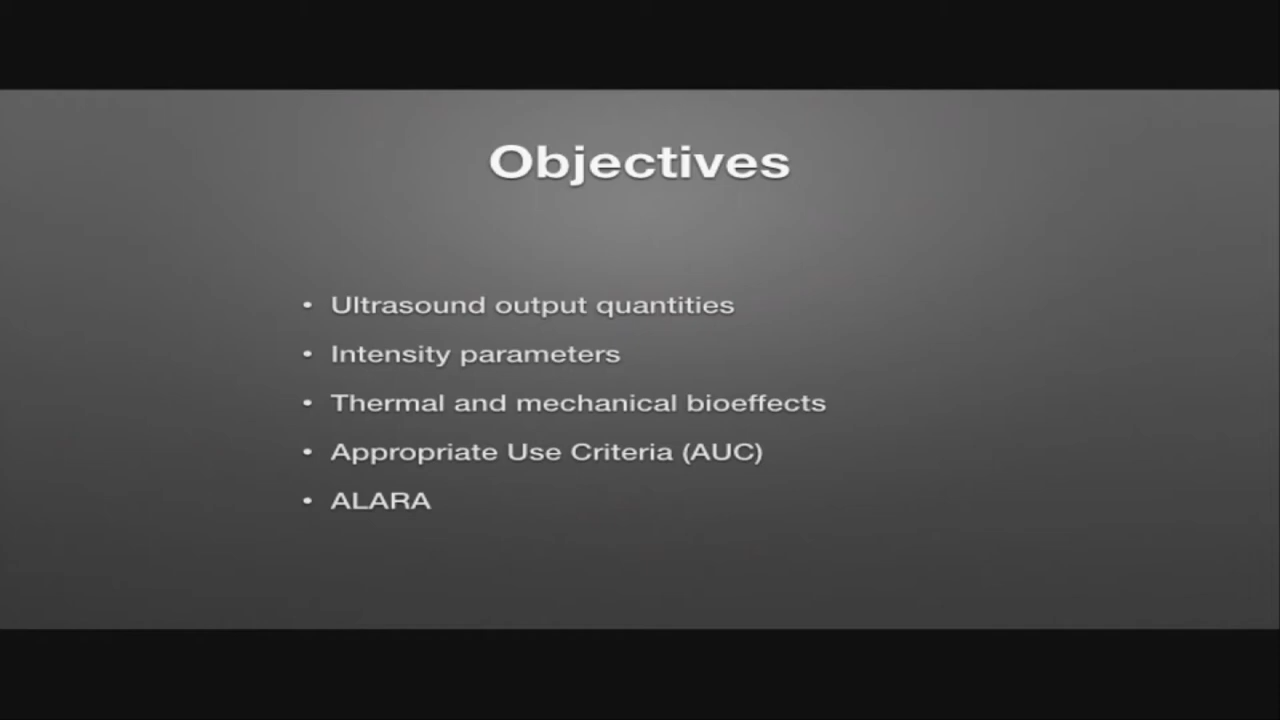 Objectives
• Ultrasound output quantities
• Intensity parameters
• Thermal and mechanical bioeffects
• Appropriate Use Criteria (AUC)
• ALARA